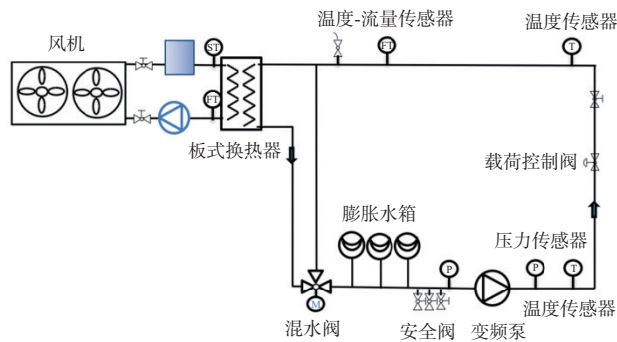 温度-流量传感器
温度传感器
风机
ST
FT
T
FT
板式换热器
载荷控制阀
膨胀水箱
压力传感器
P
P
T
M
温度传感器
混水阀
安全阀
变频泵